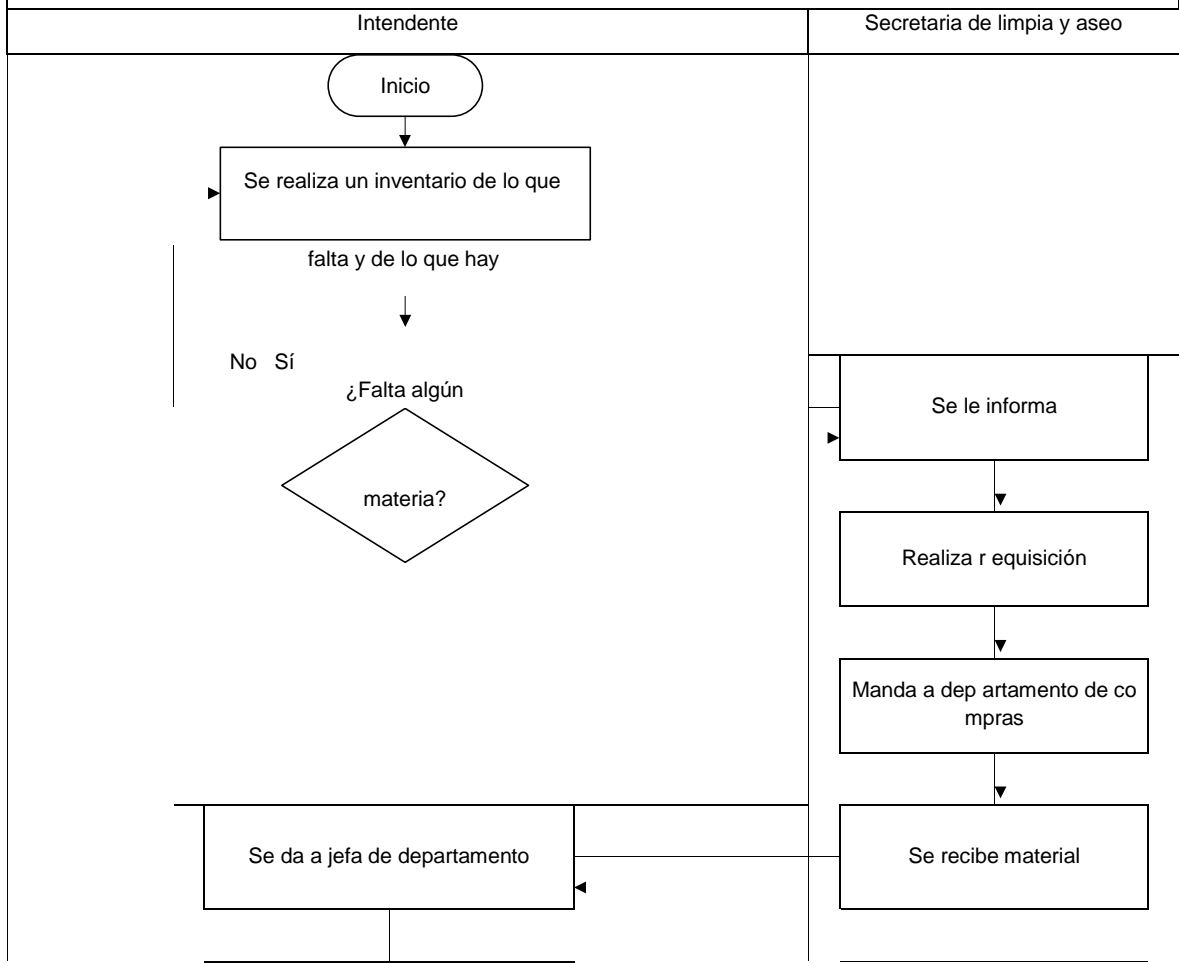 Intendente
Secretaria de limpia y aseo
Inicio
Se realiza un inventario de lo que
falta y de lo que hay
No Sí
¿Falta algún
materia?
Se le informa
Realiza r equisición
Manda a dep artamento de co
mpras
Se da a jefa de departamento
Se recibe material